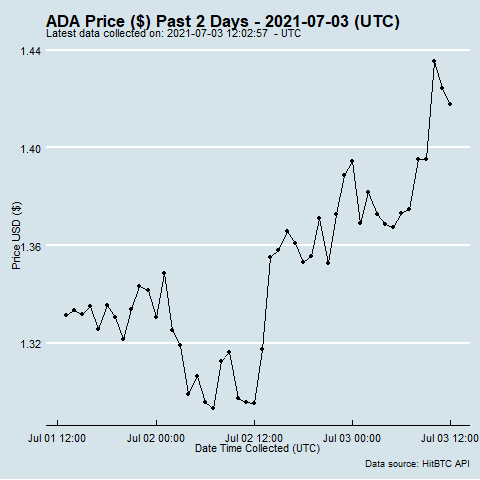 ADA Price ($) Past 2 Days - 2021-07-03 (UTC)
Latest data collected on: 2021-07-03 12:02:57  - UTC
1.44
1.40
1.36
1.32
Price USD ($)
Jul 01 12:00 Jul 02 00:00 Jul 02 12:00 Jul 03 00:00 Jul 03 12:00
Date Time Collected (UTC)
Data source: HitBTC API